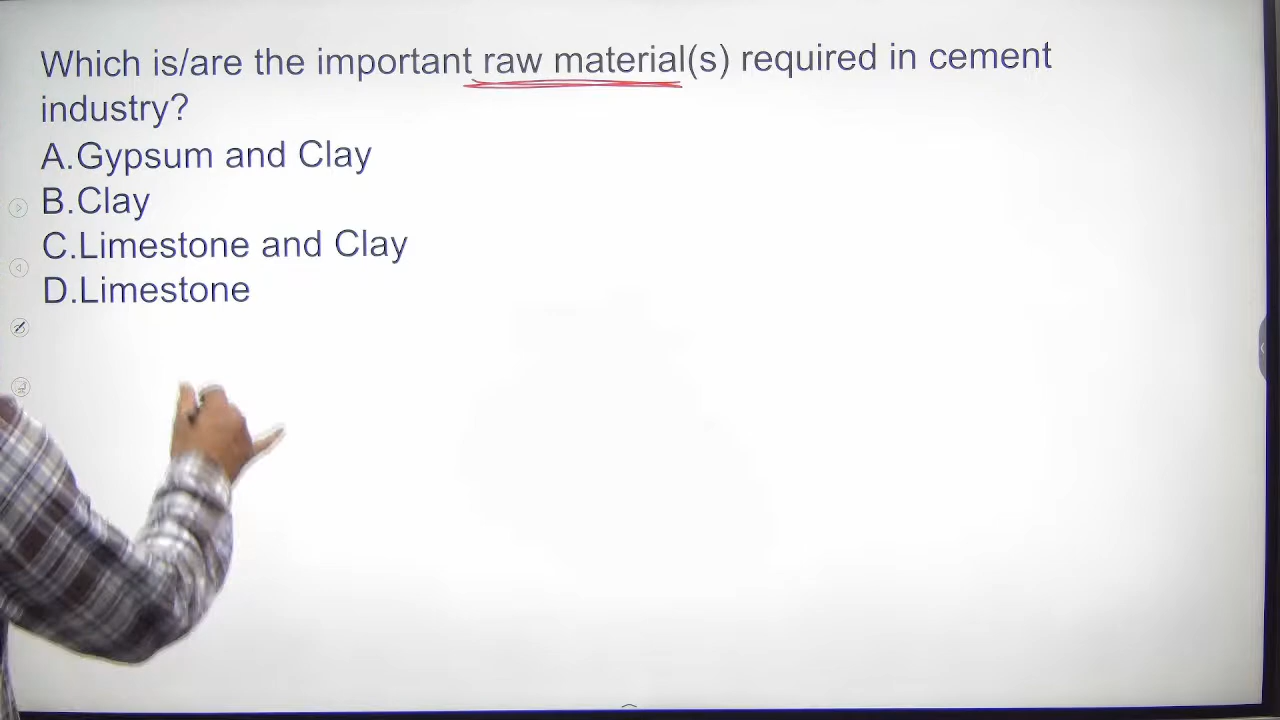 Which is/are the important raw material(s) required in cement
industry?
A.Gypsum and Clay
B.Clay
C.Limestone and Clay
D.Limestone